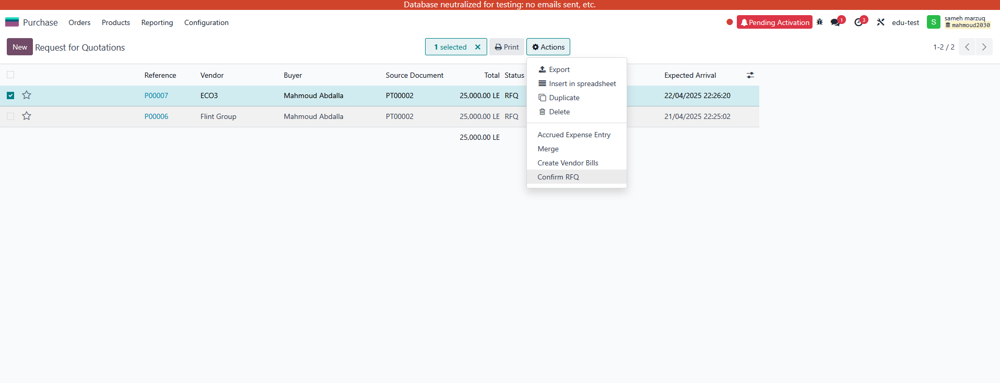 Database neutralized for testing: no emails sent, etc.
Purchase Orders Products Reporting Configuration Pending Activation 1 3 edu-test S sameh marzuq
mahmoud2030
New Request for Quotations 1 selected Print Actions 1-2 / 2
Reference Vendor Buyer Source Document Total Status Expected Arrival
P00007 ECO3 Mahmoud Abdalla PT00002 25,000.00 LE RFQ 22/04/2025 22:26:20
P00006 Flint Group Mahmoud Abdalla PT00002 25,000.00 LE RFQ 21/04/2025 22:25:02
25,000.00 LE
Export
Insert in spreadsheet
Duplicate
Delete
Accrued Expense Entry
Merge
Create Vendor Bills
Confirm RFQ